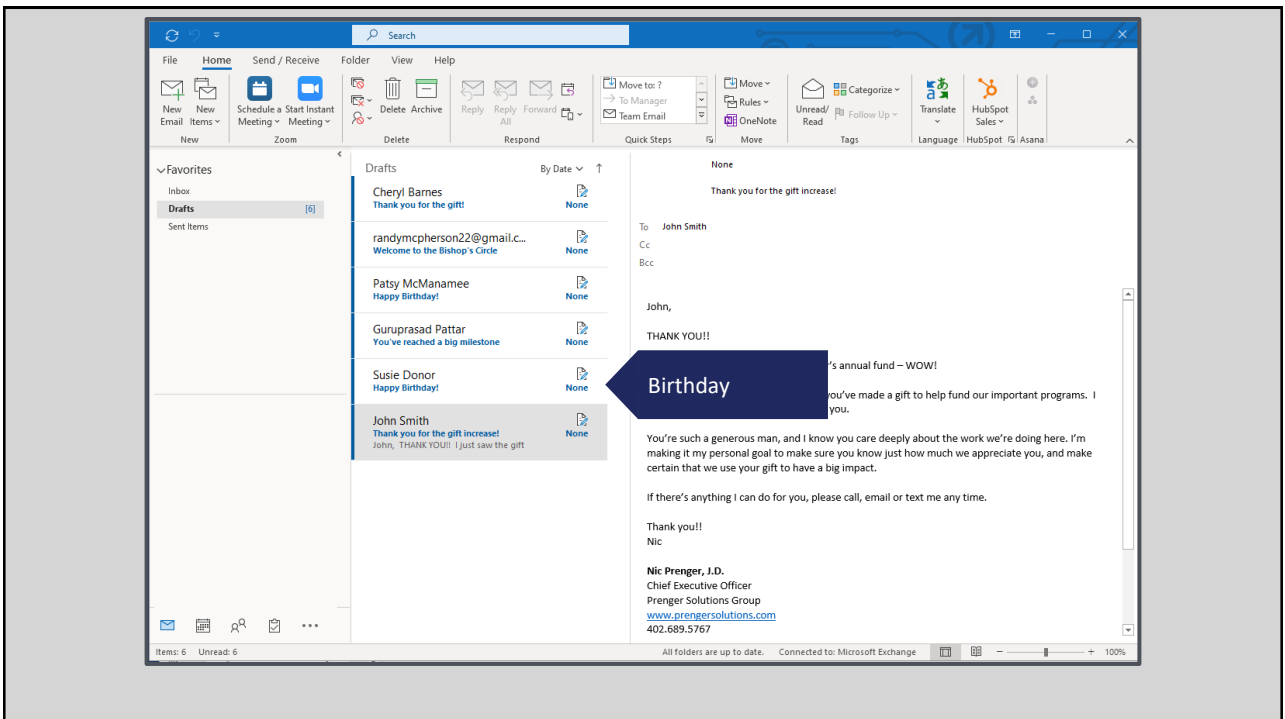 Search
File Home Send / Receive Folder View Help
New Email
New Items
Schedule a Meeting
Start Instant Meeting
Delete
Archive
Reply
Reply All
Forward
Move to: ?
To Manager
Team Email
Move
Rules
OneNote
Unread/ Read
Categorize
Follow Up
Translate
HubSpot Sales
New Zoom Delete Respond Quick Steps Move Tags Language HubSpot Asana
Favorites
Inbox
Drafts [6]
Sent Items
Drafts By Date
Cheryl Barnes
Thank you for the gift! None
randymcpherson22@gmail.c...
Welcome to the Bishop's Circle None
Patsy McManamee
Happy Birthday! None
Guruprasad Pattar
You've reached a big milestone None
Susie Donor
Happy Birthday! None
John Smith
Thank you for the gift increase! None
John, THANK YOU!! I just saw the gift
Birthday
None
Thank you for the gift increase!
To John Smith
Cc
Bcc
John,
THANK YOU!!
's annual fund – WOW!
you've made a gift to help fund our important programs. I
you.
You're such a generous man, and I know you care deeply about the work we're doing here. I'm
making it my personal goal to make sure you know just how much we appreciate you, and make
certain that we use your gift to have a big impact.
If there's anything I can do for you, please call, email or text me any time.
Thank you!!
Nic
Nic Prenger, J.D.
Chief Executive Officer
Prenger Solutions Group
www.prengersolutions.com
402.689.5767
Items: 6 Unread: 6 All folders are up to date. Connected to: Microsoft Exchange 100%